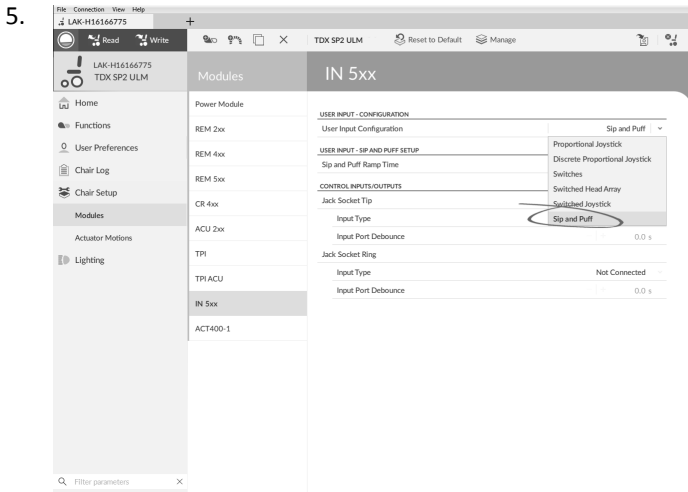 5.
File Connection View Help
LAK-H16166775 +
Read Write TDX SP2 ULM Reset to Default Manage
LAK-H16166775
TDX SP2 ULM
Modules
IN 5xx
Home
Functions
User Preferences
Chair Log
Chair Setup
Modules
Actuator Motions
Lighting
Filter parameters
Power Module
REM 2xx
REM 4xx
REM 5xx
CR 4xx
ACU 2xx
TPI
TPI ACU
IN 5xx
ACT400-1
USER INPUT - CONFIGURATION
User Input Configuration Sip and Puff
USER INPUT - SIP AND PUFF SETUP
Sip and Puff Ramp Time
CONTROL INPUTS/OUTPUTS
Jack Socket Tip
Input Type
Input Port Debounce 0.0 s
Jack Socket Ring
Input Type Not Connected
Input Port Debounce 0.0 s
Proportional Joystick
Discrete Proportional Joystick
Switches
Switched Head Array
Switched Joystick
Sip and Puff